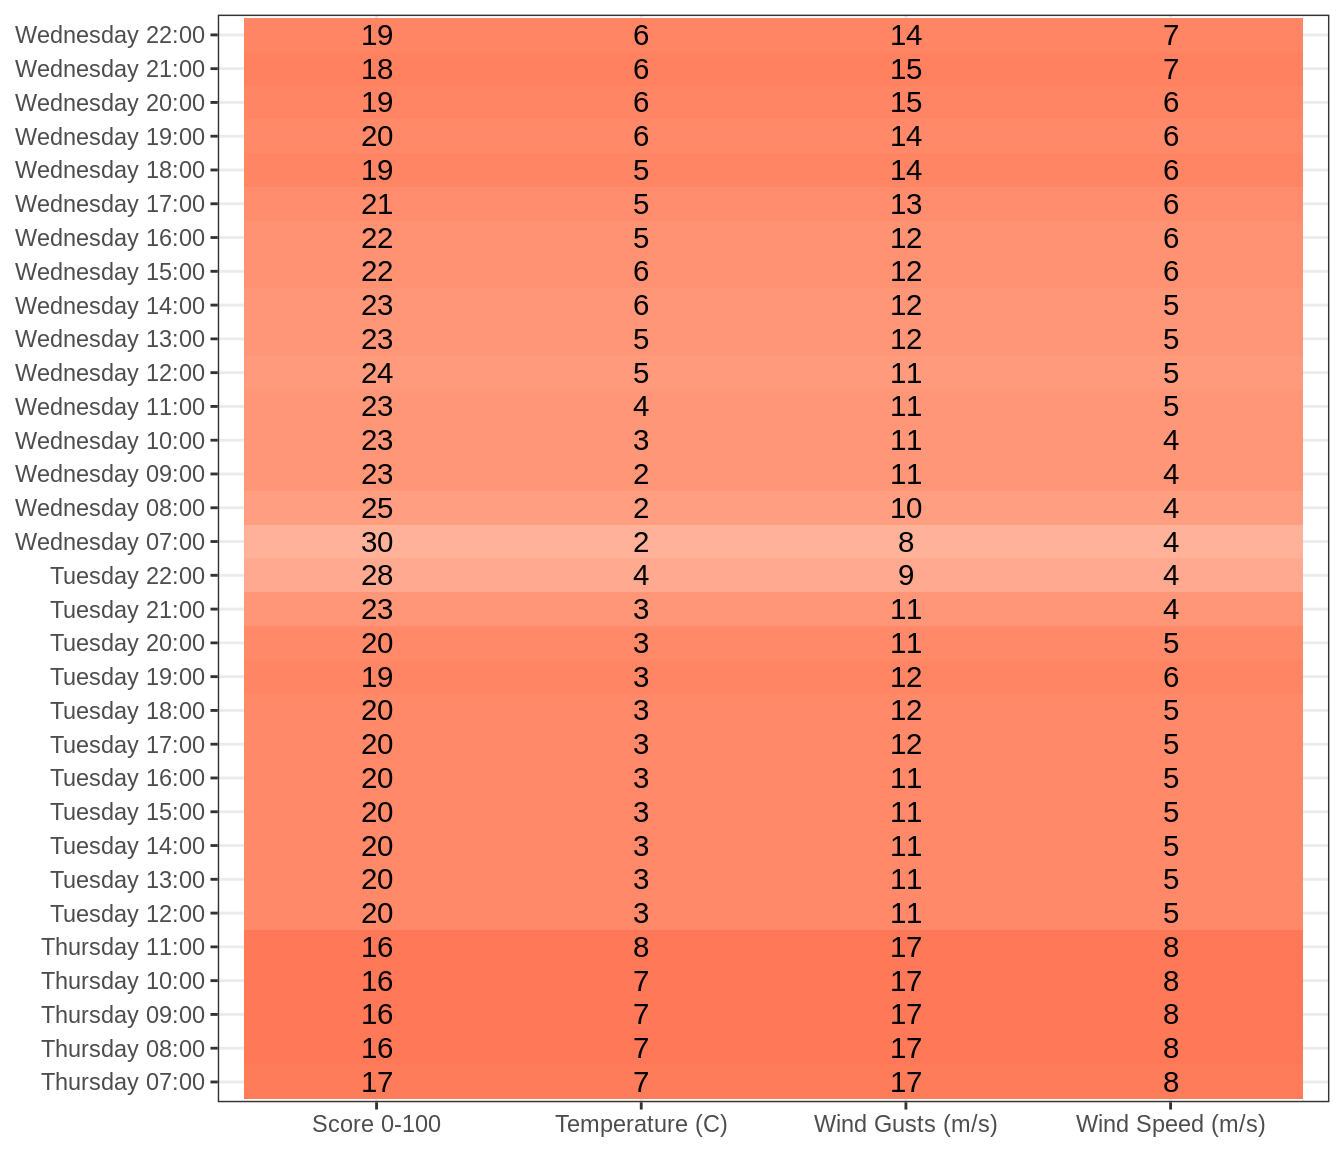 Wednesday 22:00 19 6 14 7
Wednesday 21:00 18 6 15 7
Wednesday 20:00 19 6 15 6
Wednesday 19:00 20 6 14 6
Wednesday 18:00 19 5 14 6
Wednesday 17:00 21 5 13 6
Wednesday 16:00 22 5 12 6
Wednesday 15:00 22 6 12 6
Wednesday 14:00 23 6 12 5
Wednesday 13:00 23 5 12 5
Wednesday 12:00 24 5 11 5
Wednesday 11:00 23 4 11 5
Wednesday 10:00 23 3 11 4
Wednesday 09:00 23 2 11 4
Wednesday 08:00 25 2 10 4
Wednesday 07:00 30 2 8 4
Tuesday 22:00 28 4 9 4
Tuesday 21:00 23 3 11 4
Tuesday 20:00 20 3 11 5
Tuesday 19:00 19 3 12 6
Tuesday 18:00 20 3 12 5
Tuesday 17:00 20 3 12 5
Tuesday 16:00 20 3 11 5
Tuesday 15:00 20 3 11 5
Tuesday 14:00 20 3 11 5
Tuesday 13:00 20 3 11 5
Tuesday 12:00 20 3 11 5
Thursday 11:00 16 8 17 8
Thursday 10:00 16 7 17 8
Thursday 09:00 16 7 17 8
Thursday 08:00 16 7 17 8
Thursday 07:00 17 7 17 8
Score 0-100 Temperature (C) Wind Gusts (m/s) Wind Speed (m/s)